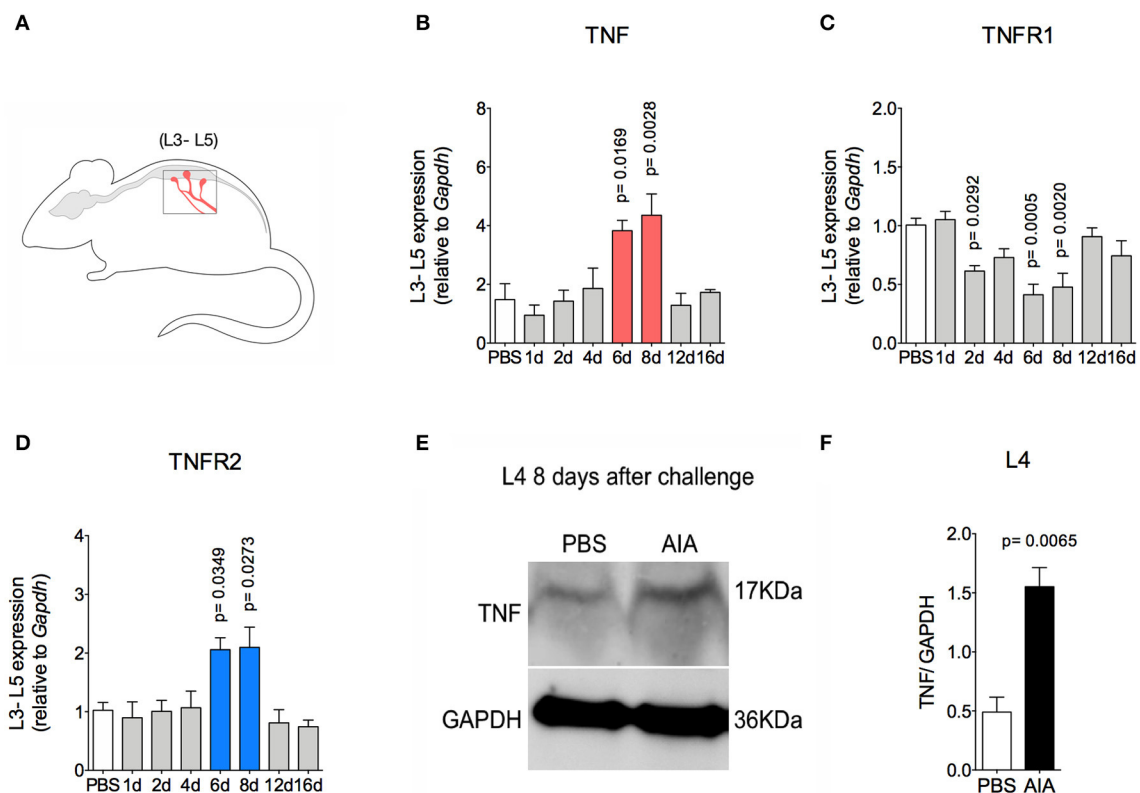 A
(L3- L5)
B
TNF
L3- L5 expression
(relative to Gapdh)
8
6
4
2
0
p= 0.0169
p= 0.0028
PBS 1d 2d 4d 6d 8d 12d 16d
C
TNFR1
L3- L5 expression
(relative to Gapdh)
2.0
1.5
1.0
0.5
0.0
p= 0.0292
p= 0.0005
p= 0.0020
PBS 1d 2d 4d 6d 8d 12d 16d
D
TNFR2
L3- L5 expression
(relative to Gapdh)
4
3
2
1
0
p= 0.0349
p= 0.0273
PBS 1d 2d 4d 6d 8d 12d 16d
E
L4 8 days after challenge
PBS AIA
TNF 17KDa
GAPDH 36KDa
F
L4
TNF/ GAPDH
2.0
1.5
1.0
0.5
0.0
p= 0.0065
PBS AIA